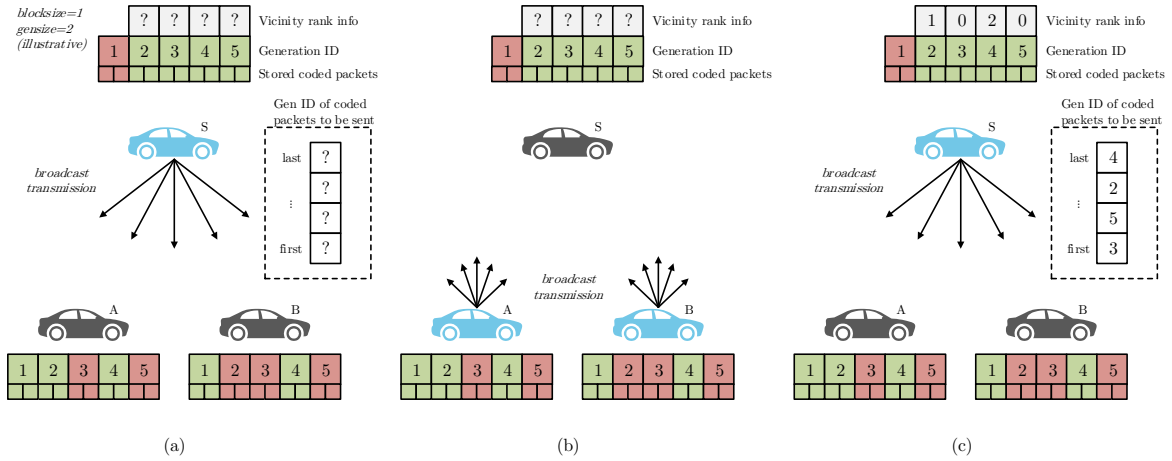 blocksize=1
gensize=2
(illustrative)
? ? ? ? Vicinity rank info
1 2 3 4 5 Generation ID
Stored coded packets
Gen ID of coded
packets to be sent
S
broadcast
transmission
last ?
?
... ?
first ?
A
B
1 2 3 4 5
1 2 3 4 5
(a)
? ? ? ? Vicinity rank info
1 2 3 4 5 Generation ID
Stored coded packets
S
broadcast
transmission
A
B
1 2 3 4 5
1 2 3 4 5
(b)
1 0 2 0 Vicinity rank info
1 2 3 4 5 Generation ID
Stored coded packets
Gen ID of coded
packets to be sent
S
broadcast
transmission
last 4
2
... 5
first 3
A
B
1 2 3 4 5
1 2 3 4 5
(c)